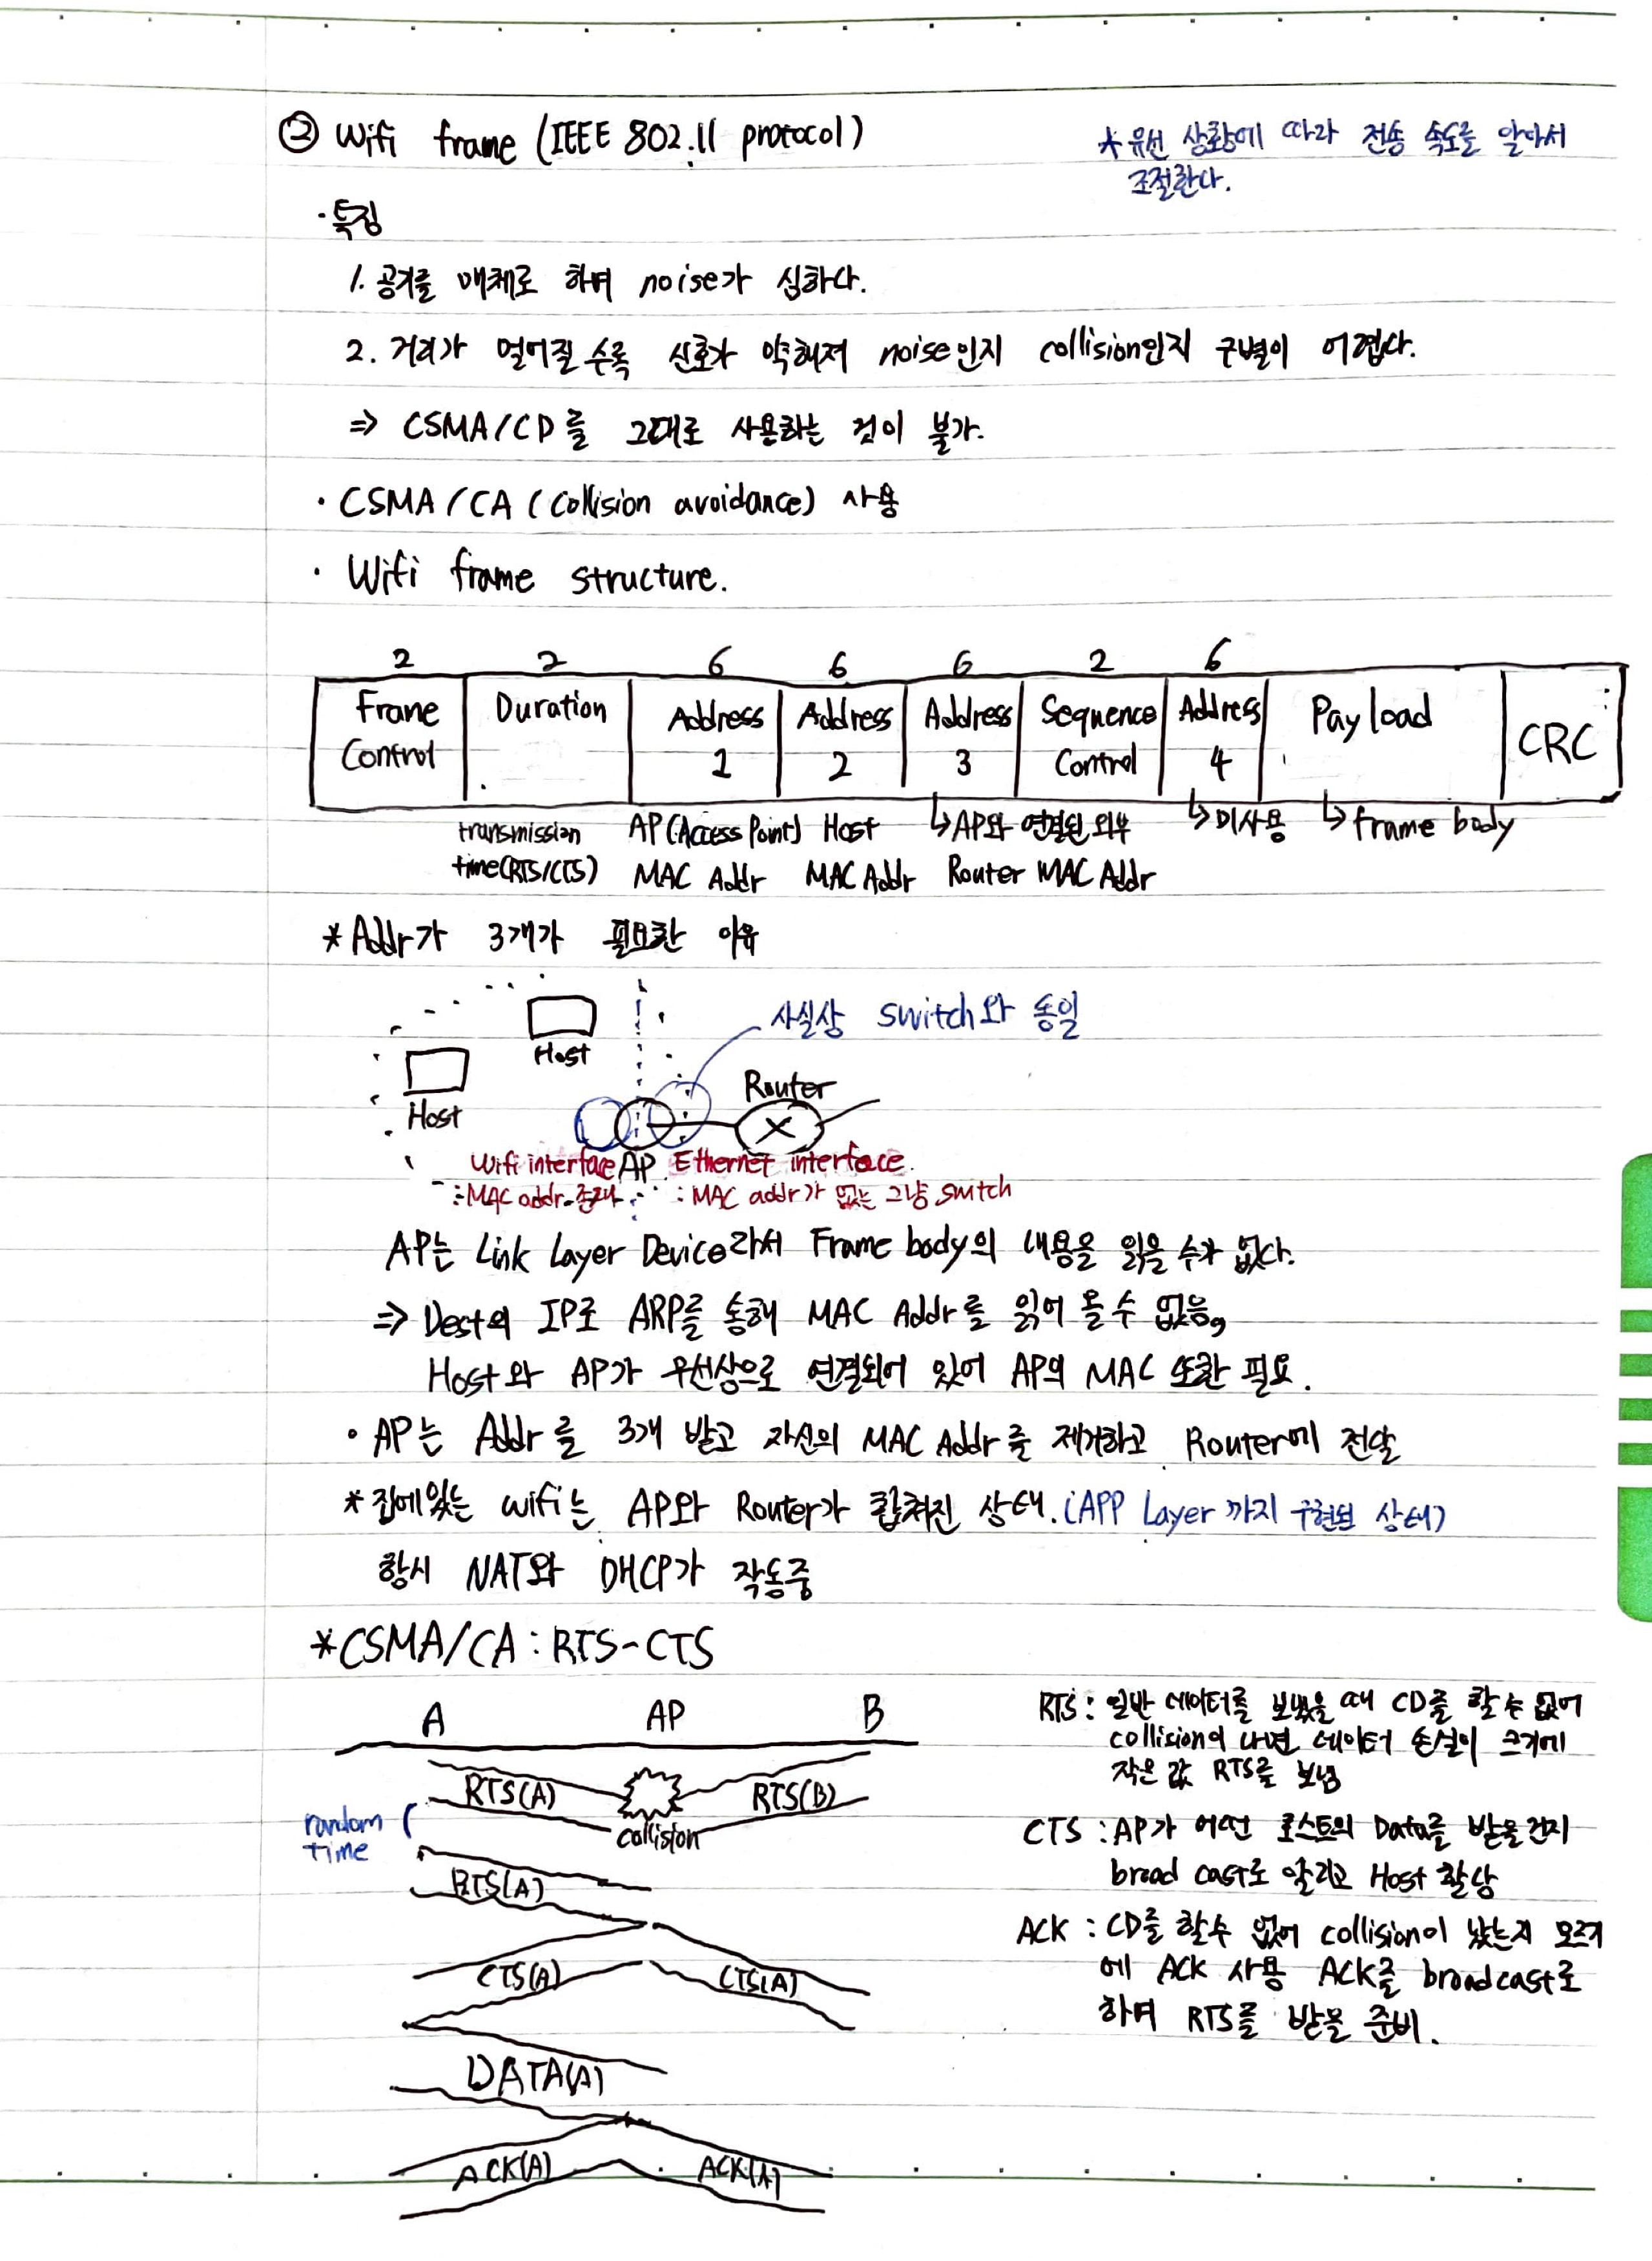 ② Wifi frame (IEEE 802.11 protocol)
* 유선 상황에 따라 전송 속도를 알아서
조절한다.
· 특징
1. 공기를 매체로 하며 noise가 심하다.
2. 거리가 멀어질 수록 신호가 약해져 noise인지 collision인지 구별이 어렵다.
⇒ CSMA/CD를 그대로 사용하는 것이 불가.
· CSMA/CA (Collision avoidance) 사용
· Wifi frame structure.
2 2 6 6 6 2 6
Frame Control
Duration
Address 1
Address 2
Address 3
Sequence Control
Address 4
Payload
CRC
transmission time(RTS/CTS)
AP(Access Point) MAC Addr
Host MAC Addr
↳AP와 연결된 외부 Router MAC Addr
↳미사용
↳frame body
* Addr가 3개가 필요한 이유
사실상 switch와 동일
Host
Host
Router
Wifi interface AP Ethernet interface.
: MAC addr 존재 : MAC addr가 없는 그냥 switch
AP는 Link Layer Device라서 Frame body의 내용을 읽을 수가 없다.
⇒ Dest의 IP로 ARP를 통해 MAC Addr를 읽어 올 수 없음,
Host와 AP가 무선상으로 연결되어 있어 AP의 MAC 또한 필요.
• AP는 Addr를 3개 받고 자신의 MAC Addr를 제거하고 Router에 전달
* 집에있는 wifi는 AP와 Router가 합쳐진 상태. (APP Layer 까지 구현된 상태)
항시 NAT와 DHCP가 작동중
*CSMA/CA : RTS-CTS
A AP B
RTS(A) RTS(B)
collision
random time
RTS(A)
CTS(A) CTS(A)
DATA(A)
ACK(A) ACK(A)
RTS : 일반 데이터를 보냈을 때 CD를 할 수 없어
collision이 나면 데이터 손실이 크기에
작은 값 RTS를 보냄
CTS : AP가 어떤 호스트의 Data를 받을건지
broad cast로 알리고 Host 할당
ACK : CD를 할수 없어 collision이 났는지 모르기
에 ACK 사용 ACK를 broadcast로
하며 RTS를 받을 준비.